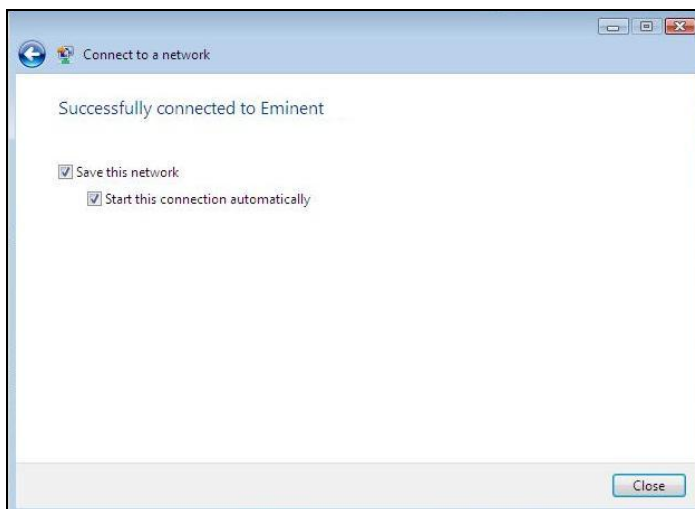 Connect to a network
Successfully connected to Eminent
Save this network
Start this connection automatically
Close